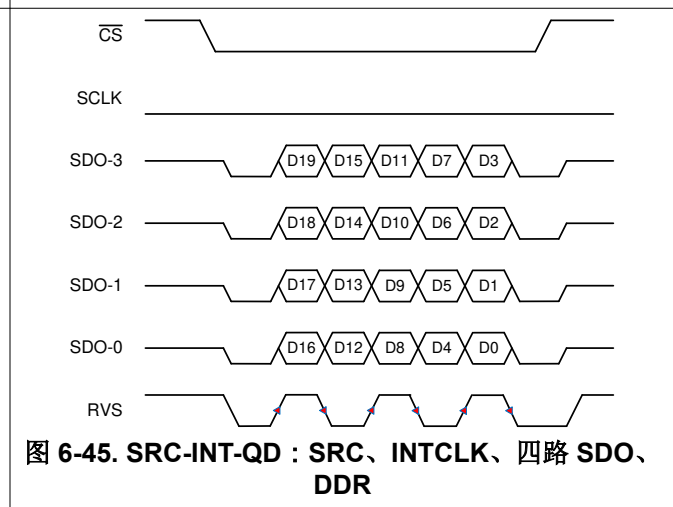 CS
SCLK
SDO-3 D19 D15 D11 D7 D3
SDO-2 D18 D14 D10 D6 D2
SDO-1 D17 D13 D9 D5 D1
SDO-0 D16 D12 D8 D4 D0
RVS
图 6-45. SRC-INT-QD：SRC、INTCLK、四路 SDO、
DDR